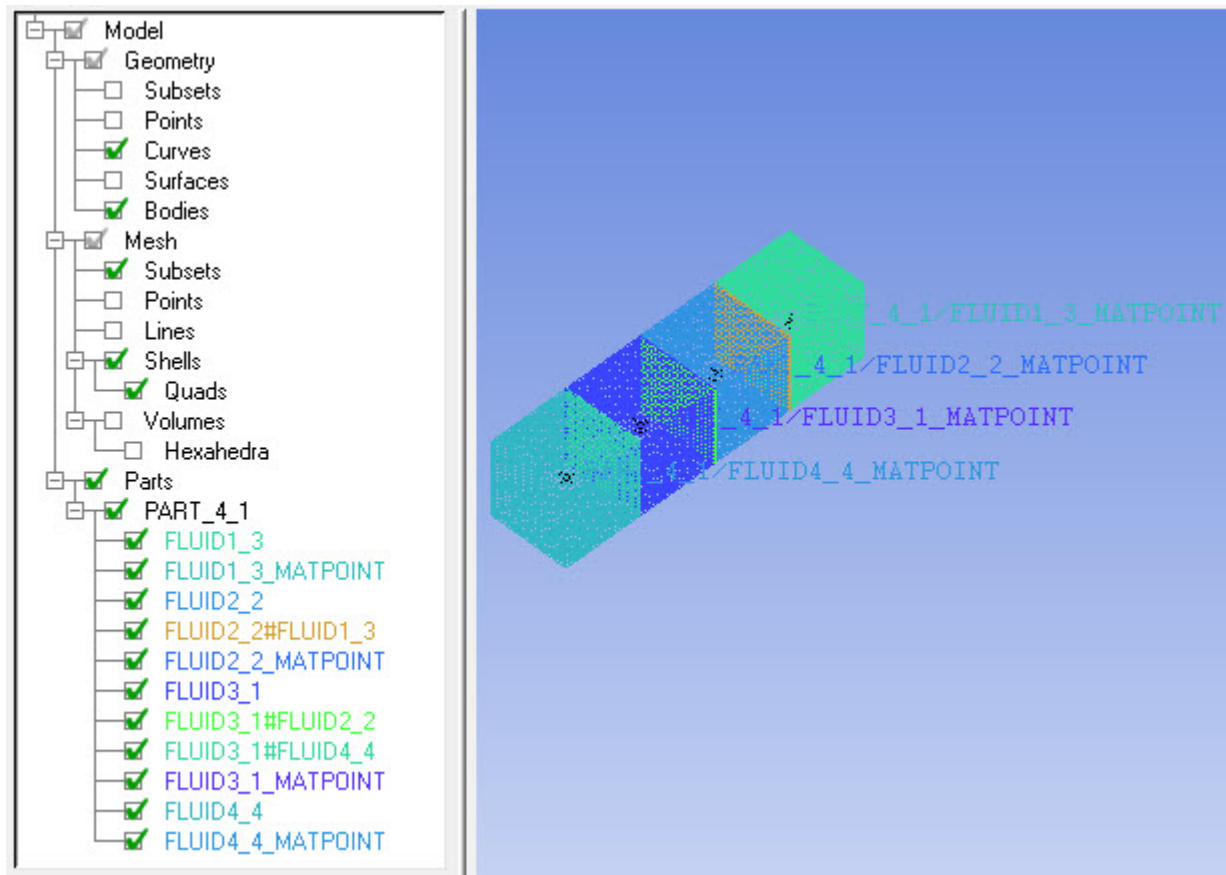 Model
Geometry
Subsets
Points
Curves
Surfaces
Bodies
Mesh
Subsets
Points
Lines
Shells
Quads
Volumes
Hexahedra
Parts
PART_4_1
FLUID1_3
FLUID1_3_MATPOINT
FLUID2_2
FLUID2_2#FLUID1_3
FLUID2_2_MATPOINT
FLUID3_1
FLUID3_1#FLUID2_2
FLUID3_1#FLUID4_4
FLUID3_1_MATPOINT
FLUID4_4
FLUID4_4_MATPOINT
_4_1/FLUID1_3_MATPOINT
_4_1/FLUID2_2_MATPOINT
_4_1/FLUID3_1_MATPOINT
/FLUID4_4_MATPOINT